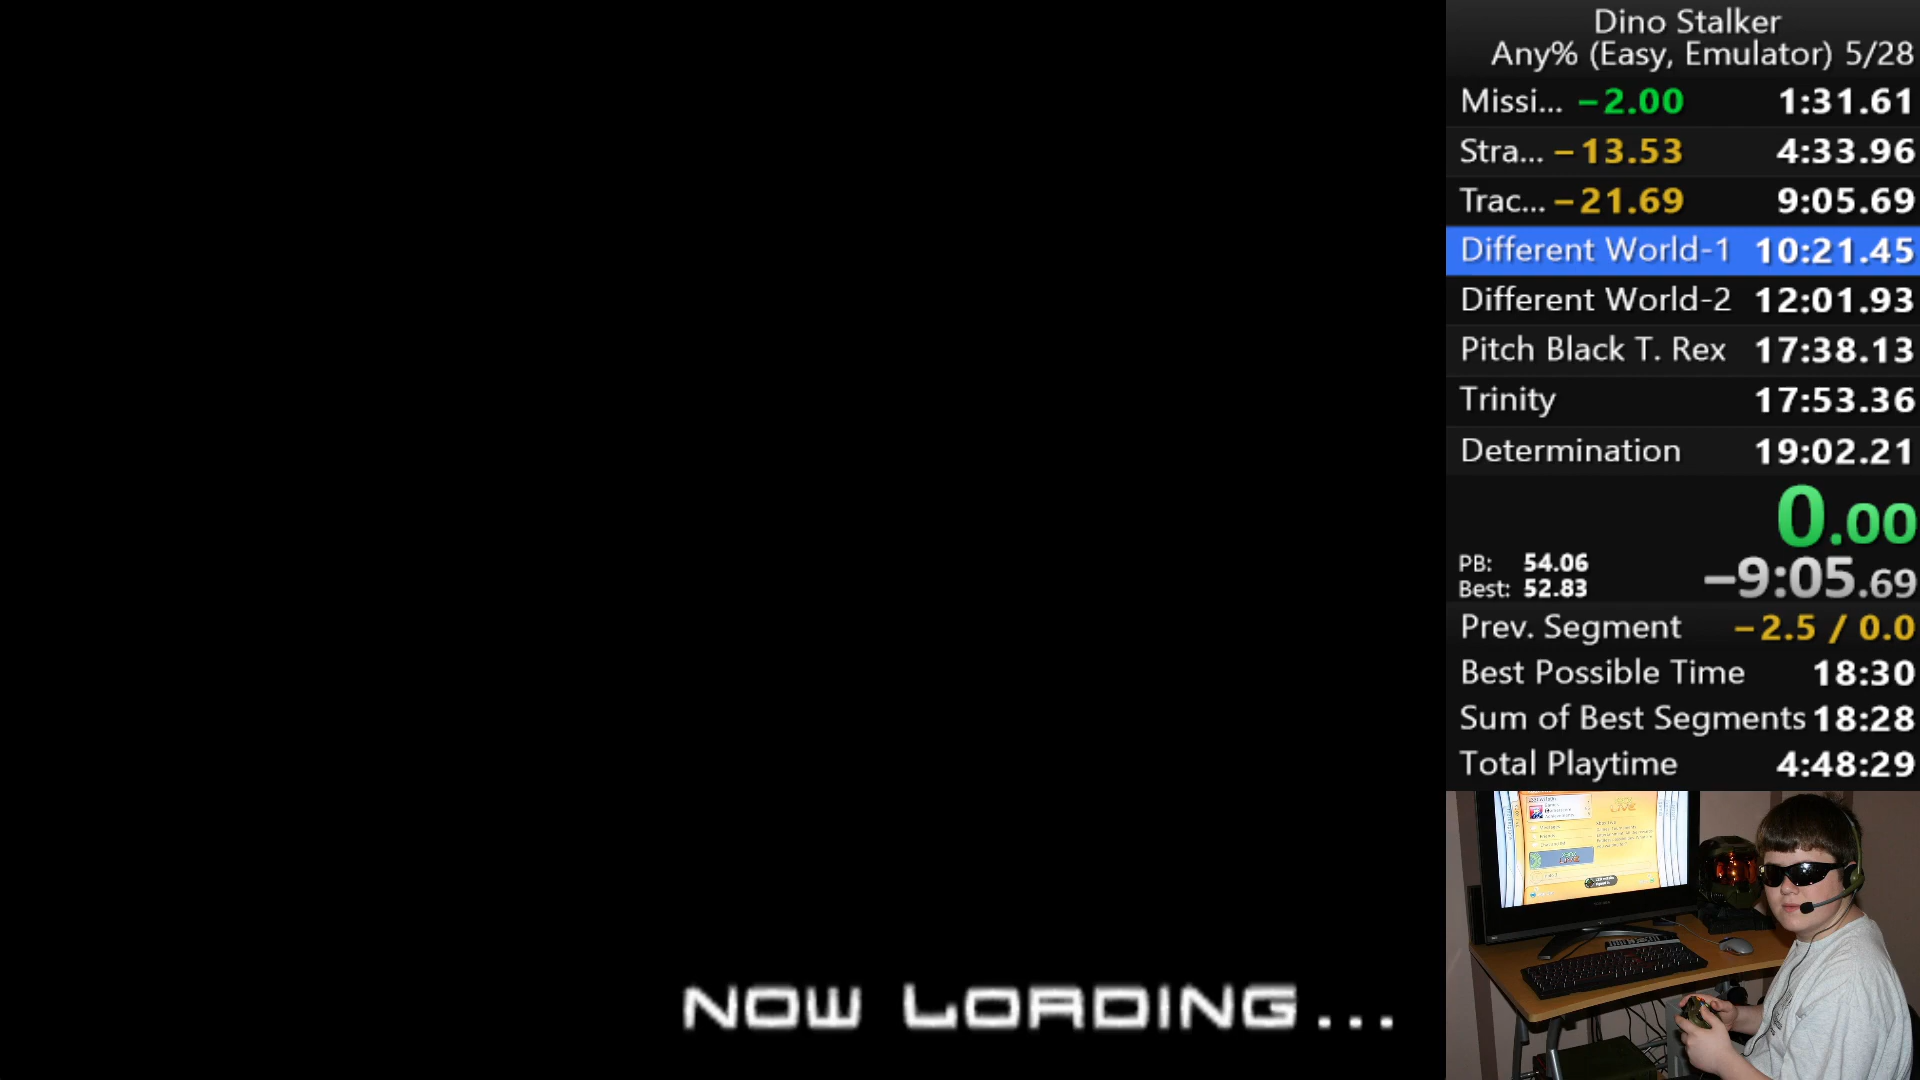 Dino Stalker
Any% (Easy, Emulator) 5/28
Missi... −2.00 1:31.61
Stra... −13.53 4:33.96
Trac... −21.69 9:05.69
Different World-1 10:21.45
Different World-2 12:01.93
Pitch Black T. Rex 17:38.13
Trinity 17:53.36
Determination 19:02.21
0.00
PB: 54.06
Best: 52.83
−9:05.69
Prev. Segment −2.5 / 0.0
Best Possible Time 18:30
Sum of Best Segments 18:28
Total Playtime 4:48:29
NOW LOADING...